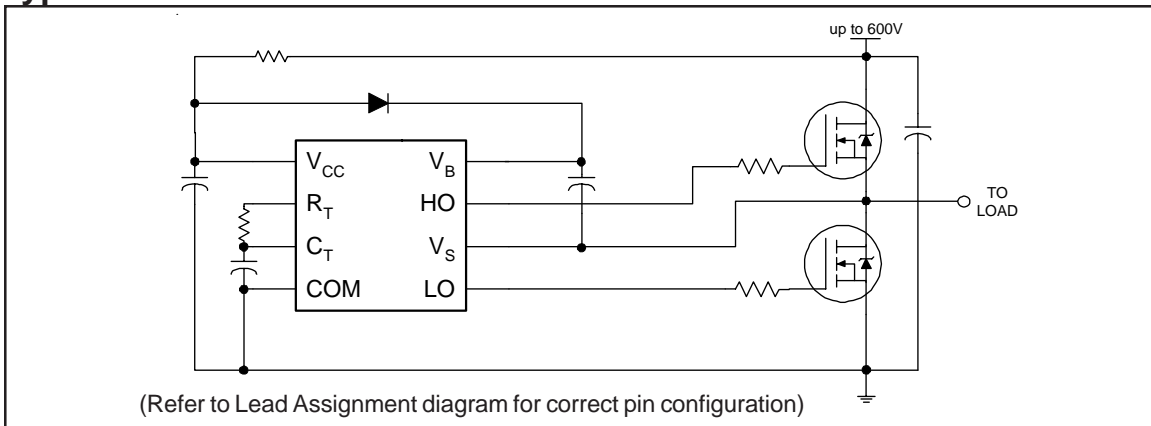 up to 600V
VCC
VB
RT
HO
CT
VS
COM
LO
TO
LOAD
(Refer to Lead Assignment diagram for correct pin configuration)